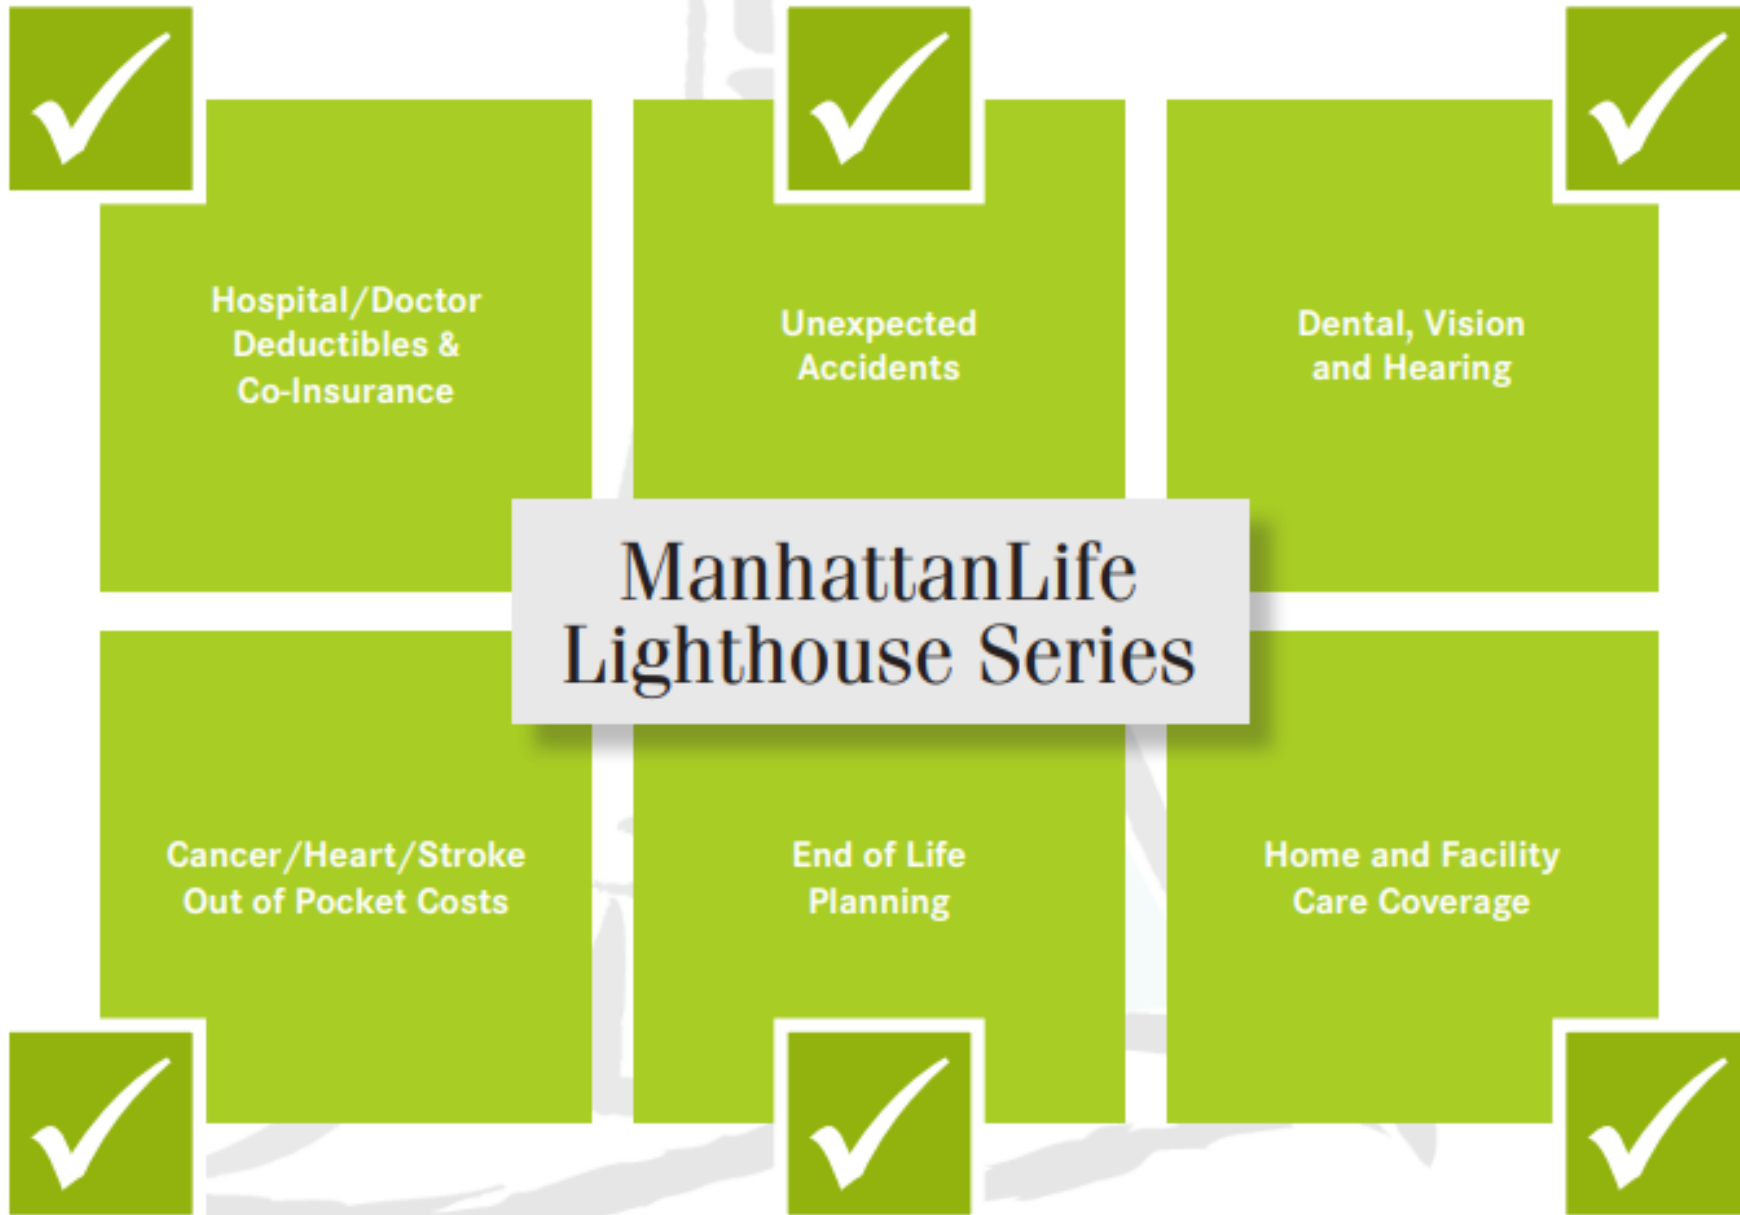 Hospital/Doctor
Deductibles &
Co-Insurance
Unexpected
Accidents
Dental, Vision
and Hearing
ManhattanLife
Lighthouse Series
Cancer/Heart/Stroke
Out of Pocket Costs
End of Life
Planning
Home and Facility
Care Coverage